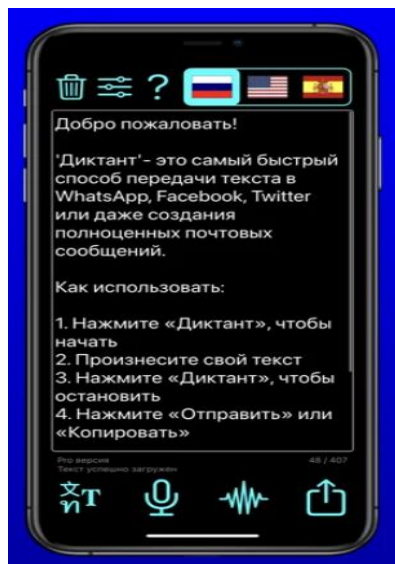 ?
Добро пожаловать!
'Диктант'- это самый быстрый
способ передачи текста в
WhatsApp, Facebook, Twitter
или даже создания
полноценных почтовых
сообщений.
Как использовать:
1. Нажмите «Диктант», чтобы
начать
2. Произнесите свой текст
3. Нажмите «Диктант», чтобы
остановить
4. Нажмите «Отправить» или
«Копировать»
Pro версия 48 / 407
Текст успешно загружен
文 T